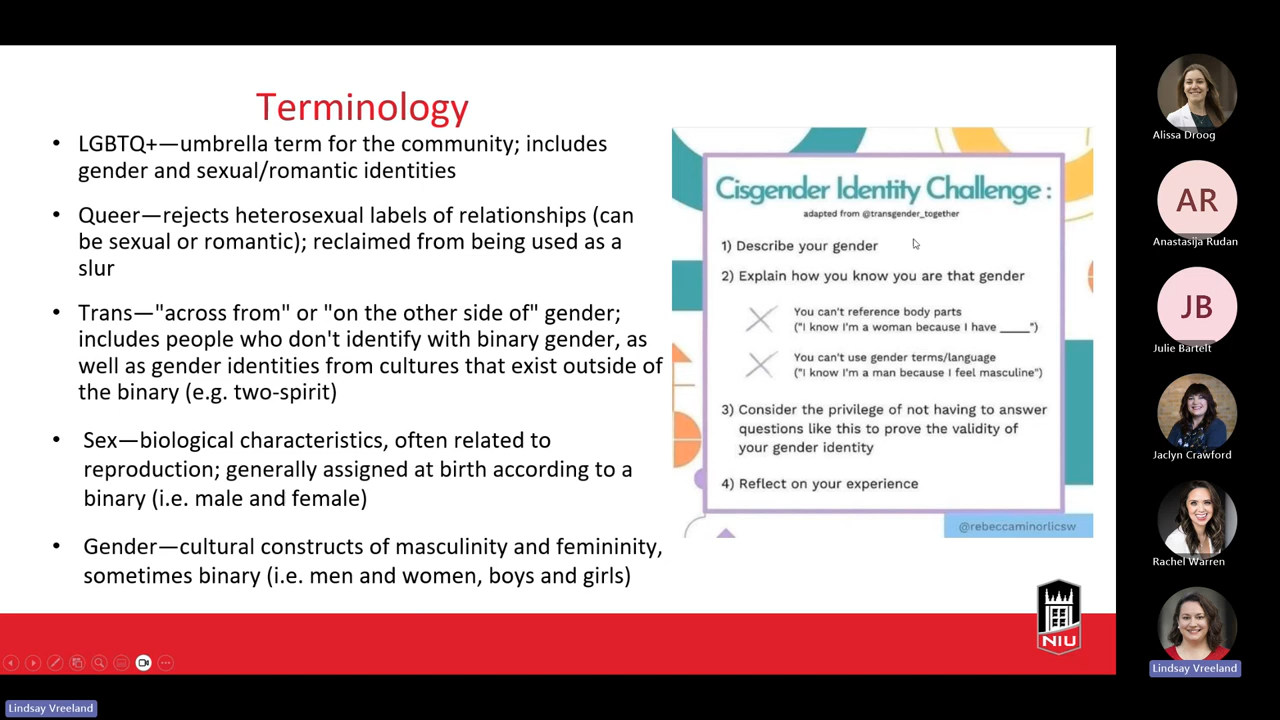 Terminology
• LGBTQ+—umbrella term for the community; includes
gender and sexual/romantic identities
• Queer—rejects heterosexual labels of relationships (can
be sexual or romantic); reclaimed from being used as a
slur
• Trans—"across from" or "on the other side of" gender;
includes people who don't identify with binary gender, as
well as gender identities from cultures that exist outside of
the binary (e.g. two-spirit)
• Sex—biological characteristics, often related to
reproduction; generally assigned at birth according to a
binary (i.e. male and female)
• Gender—cultural constructs of masculinity and femininity,
sometimes binary (i.e. men and women, boys and girls)
Cisgender Identity Challenge :
adapted from @transgender_together
1) Describe your gender
2) Explain how you know you are that gender
You can't reference body parts
("I know I'm a woman because I have ____")
You can't use gender terms/language
("I know I'm a man because I feel masculine")
3) Consider the privilege of not having to answer
questions like this to prove the validity of
your gender identity
4) Reflect on your experience
@rebeccaminorlicsw
NIU
Alissa Droog
AR
Anastasija Rudan
JB
Julie Bartelt
Jaclyn Crawford
Rachel Warren
Lindsay Vreeland
Lindsay Vreeland